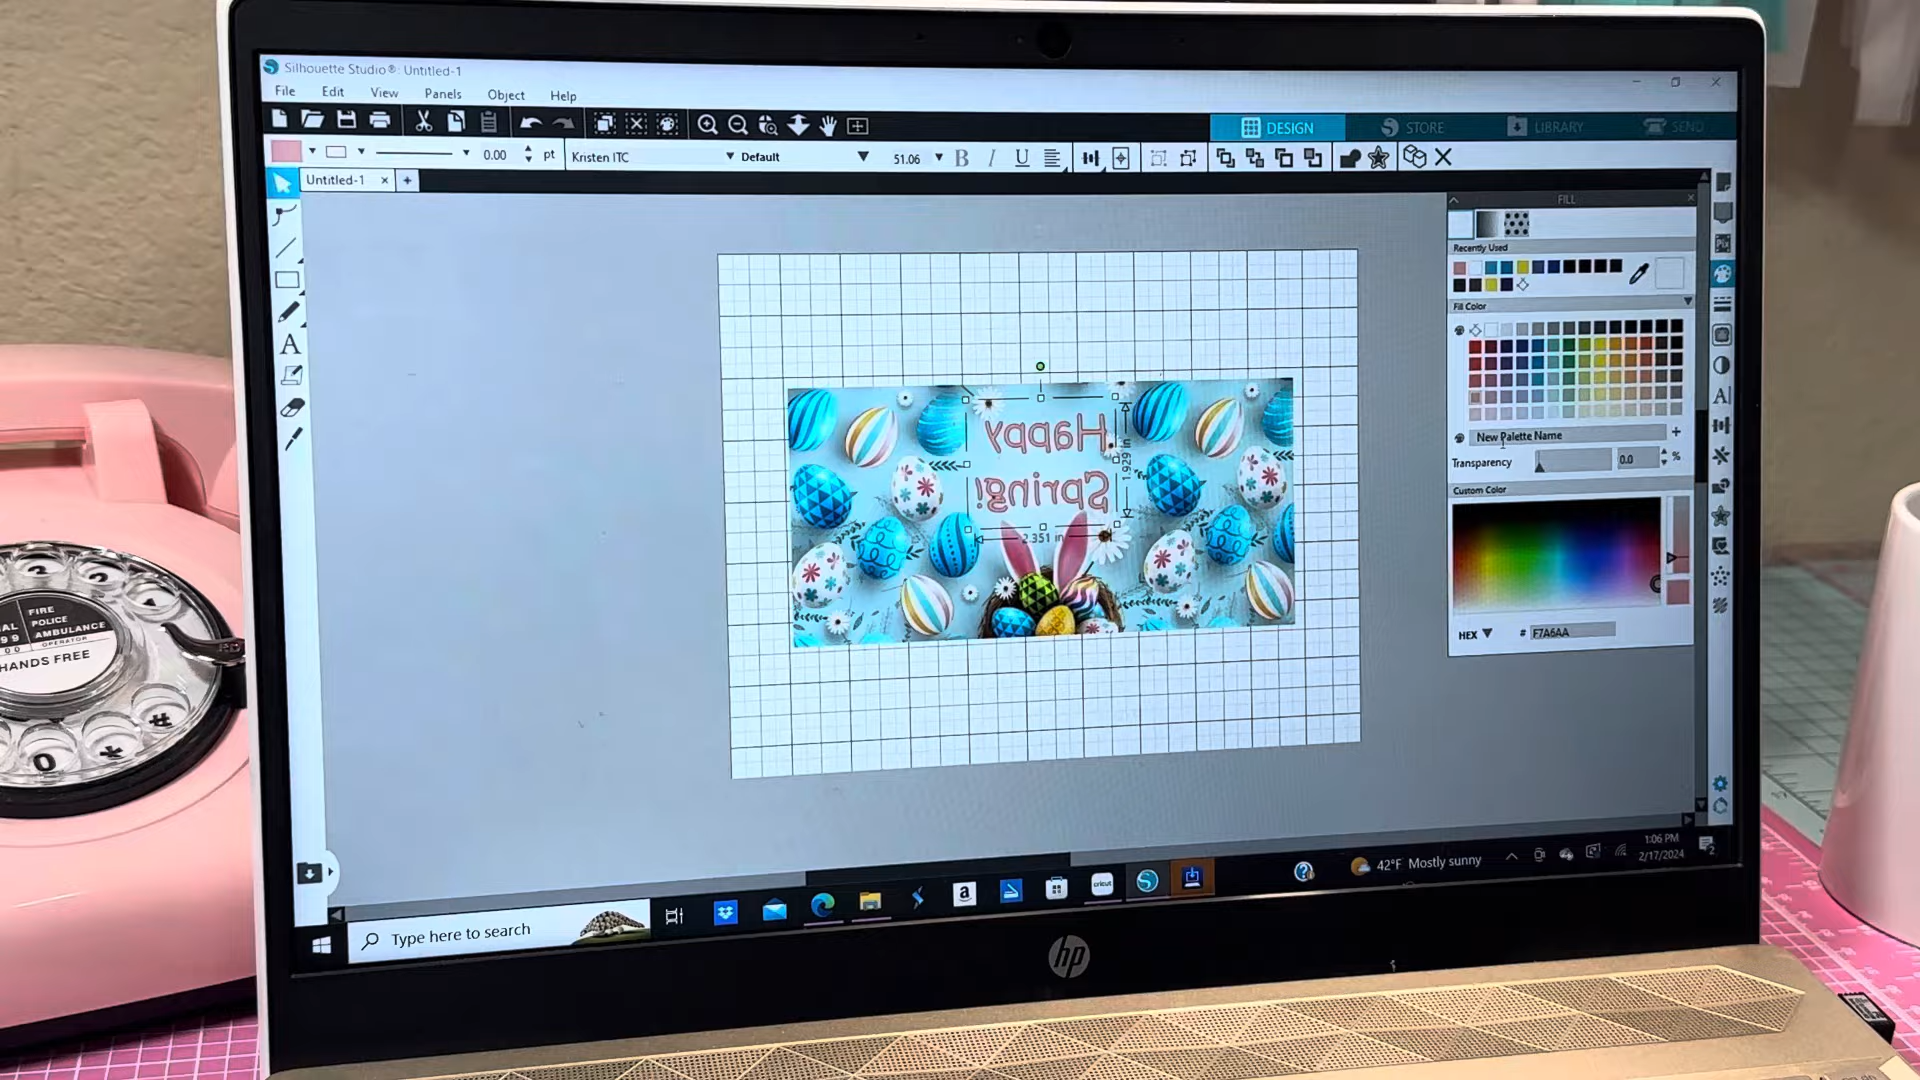 Silhouette Studio®: Untitled-1
File Edit View Panels Object Help
DESIGN STORE LIBRARY SEND
0.00 pt Kristen ITC Default 51.06 B I U
Untitled-1
FILL
Recently Used
Fill Color
New Palette Name
Transparency 0.0 %
Custom Color
HEX # F7A6AA
Happy
Spring!
1.929 in
2.351 in
A
FIRE
POLICE
AMBULANCE
OPERATOR
HANDS FREE
0 * #
1:06 PM
2/17/2024
42°F Mostly sunny
Type here to search
a
cricut
hp